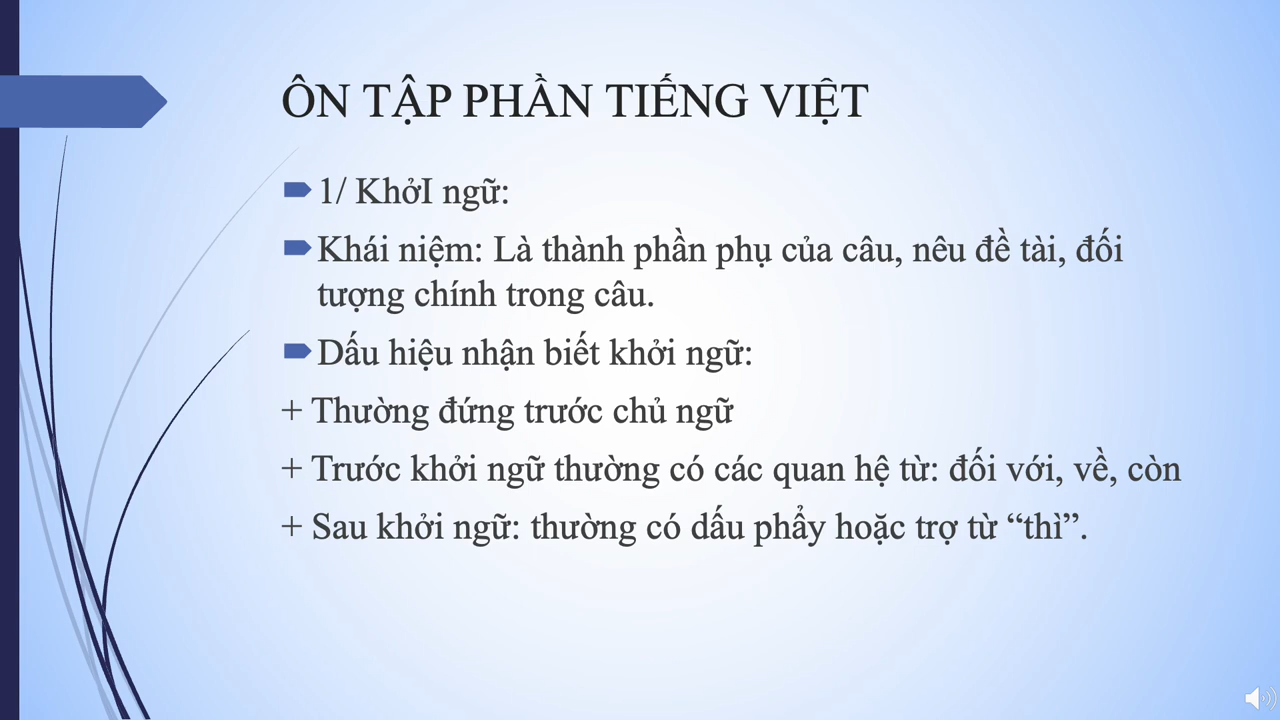 ÔN TẬP PHẦN TIẾNG VIỆT
1/ KhởI ngữ:
Khái niệm: Là thành phần phụ của câu, nêu đề tài, đối
tượng chính trong câu.
Dấu hiệu nhận biết khởi ngữ:
+ Thường đứng trước chủ ngữ
+ Trước khởi ngữ thường có các quan hệ từ: đối với, về, còn
+ Sau khởi ngữ: thường có dấu phẩy hoặc trợ từ “thì”.